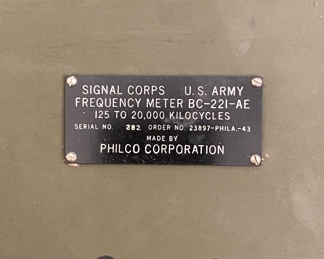 SIGNAL CORPS U.S. ARMY
FREQUENCY METER BC-221-AE
125 TO 20,000 KILOCYCLES
SERIAL NO. 282 ORDER NO. 23897-PHILA.-43
MADE BY
PHILCO CORPORATION